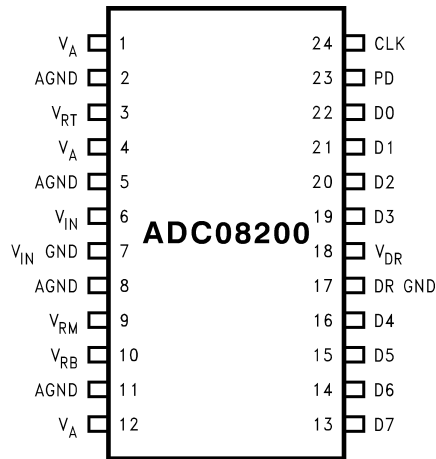 V_A 1 24 CLK
AGND 2 23 PD
V_RT 3 22 D0
V_A 4 21 D1
AGND 5 20 D2
V_IN 6 19 D3
ADC08200
V_IN GND 7 18 V_DR
AGND 8 17 DR GND
V_RM 9 16 D4
V_RB 10 15 D5
AGND 11 14 D6
V_A 12 13 D7